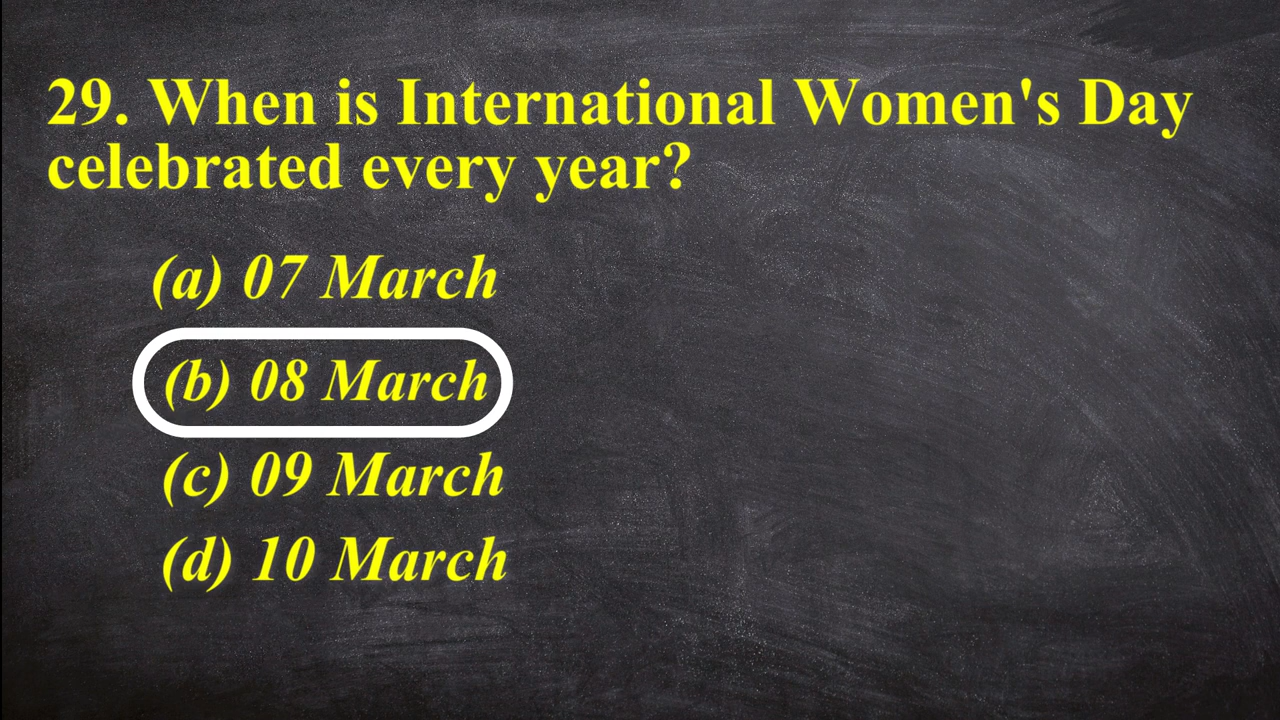 29. When is International Women's Day
celebrated every year?
(a) 07 March
(b) 08 March
(c) 09 March
(d) 10 March